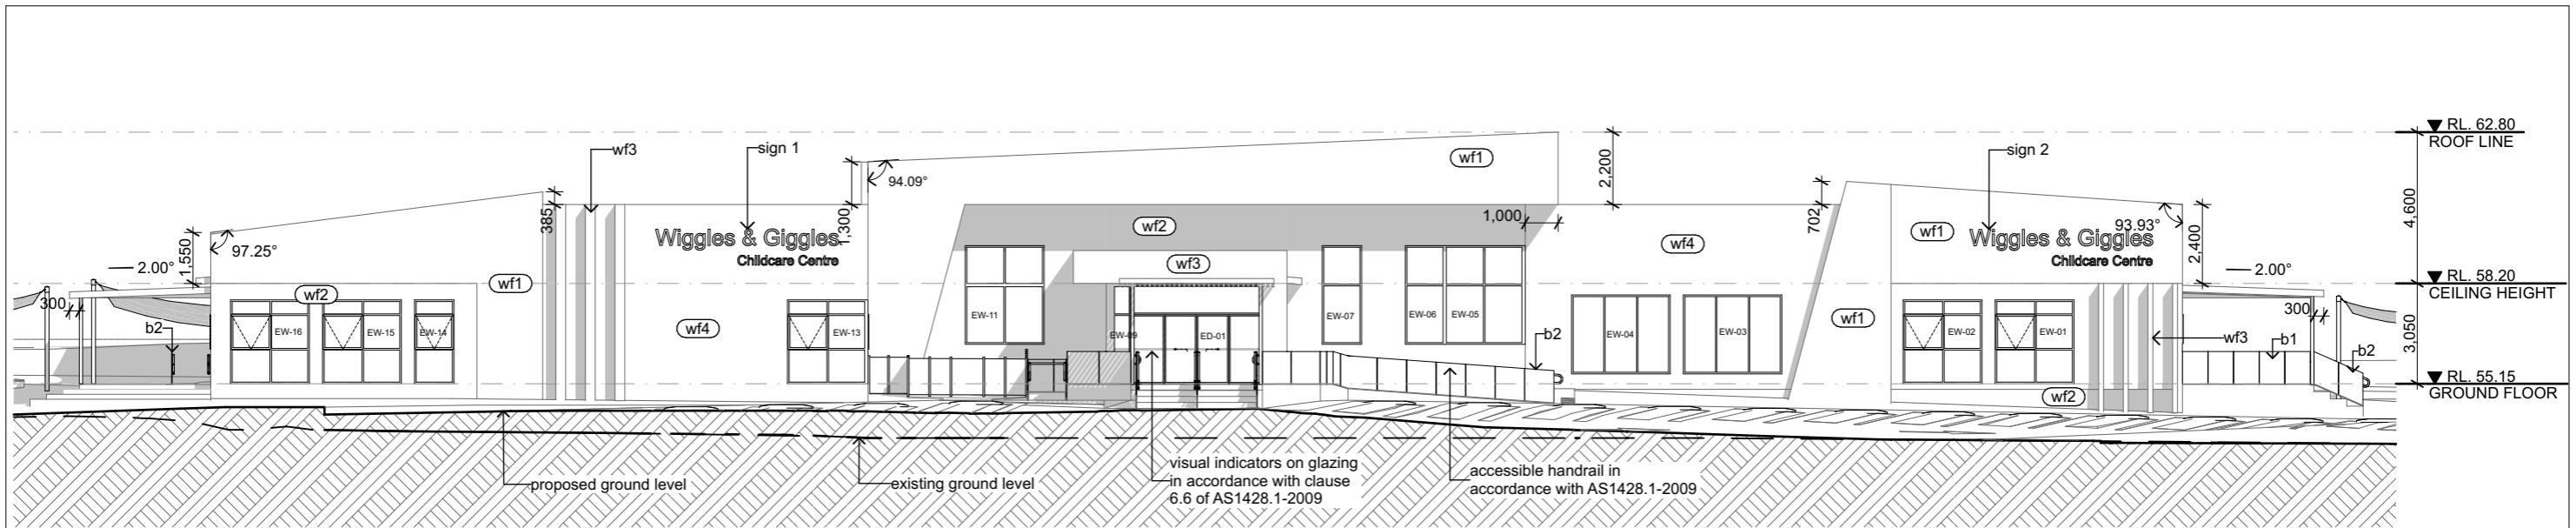 RL. 62.80
ROOF LINE
wf3
sign 1
wf1
sign 2
94.09°
2,200
4,600
385
1,300
1,000
702
Wiggles & Giggles
Childcare Centre
wf2
wf4
wf1
93.93°
Wiggles & Giggles
Childcare Centre
2,400
1,550
97.25°
2.00°
wf1
wf3
2.00°
RL. 58.20
CEILING HEIGHT
300
wf2
300
b2
EW-16
EW-15
EW-14
wf4
EW-13
EW-11
EW-09
ED-01
EW-07
EW-06
EW-05
b2
EW-04
EW-03
wf1
EW-02
EW-01
wf3
b1
b2
3,050
RL. 55.15
GROUND FLOOR
wf2
proposed ground level
existing ground level
visual indicators on glazing
in accordance with clause
6.6 of AS1428.1-2009
accessible handrail in
accordance with AS1428.1-2009